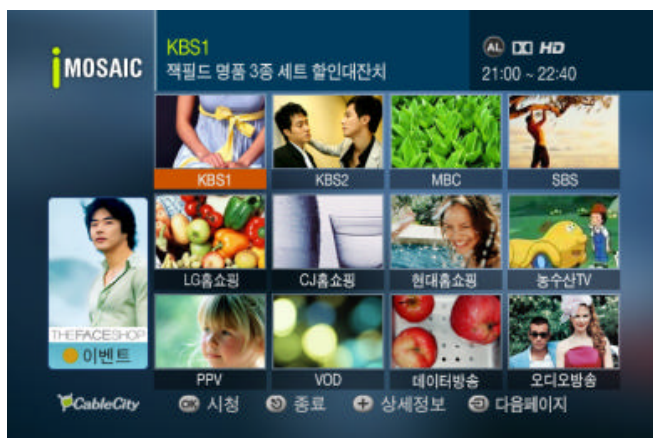 iMOSAIC
KBS1
잭필드 명품 3종 세트 할인대잔치
AL DD HD
21:00 ~ 22:40
KBS1
KBS2
MBC
SBS
LG홈쇼핑
CJ홈쇼핑
현대홈쇼핑
농수산TV
THEFACESHOP
이벤트
PPV
VOD
데이터방송
오디오방송
CableCity
OK 시청
종료
상세정보
다음페이지